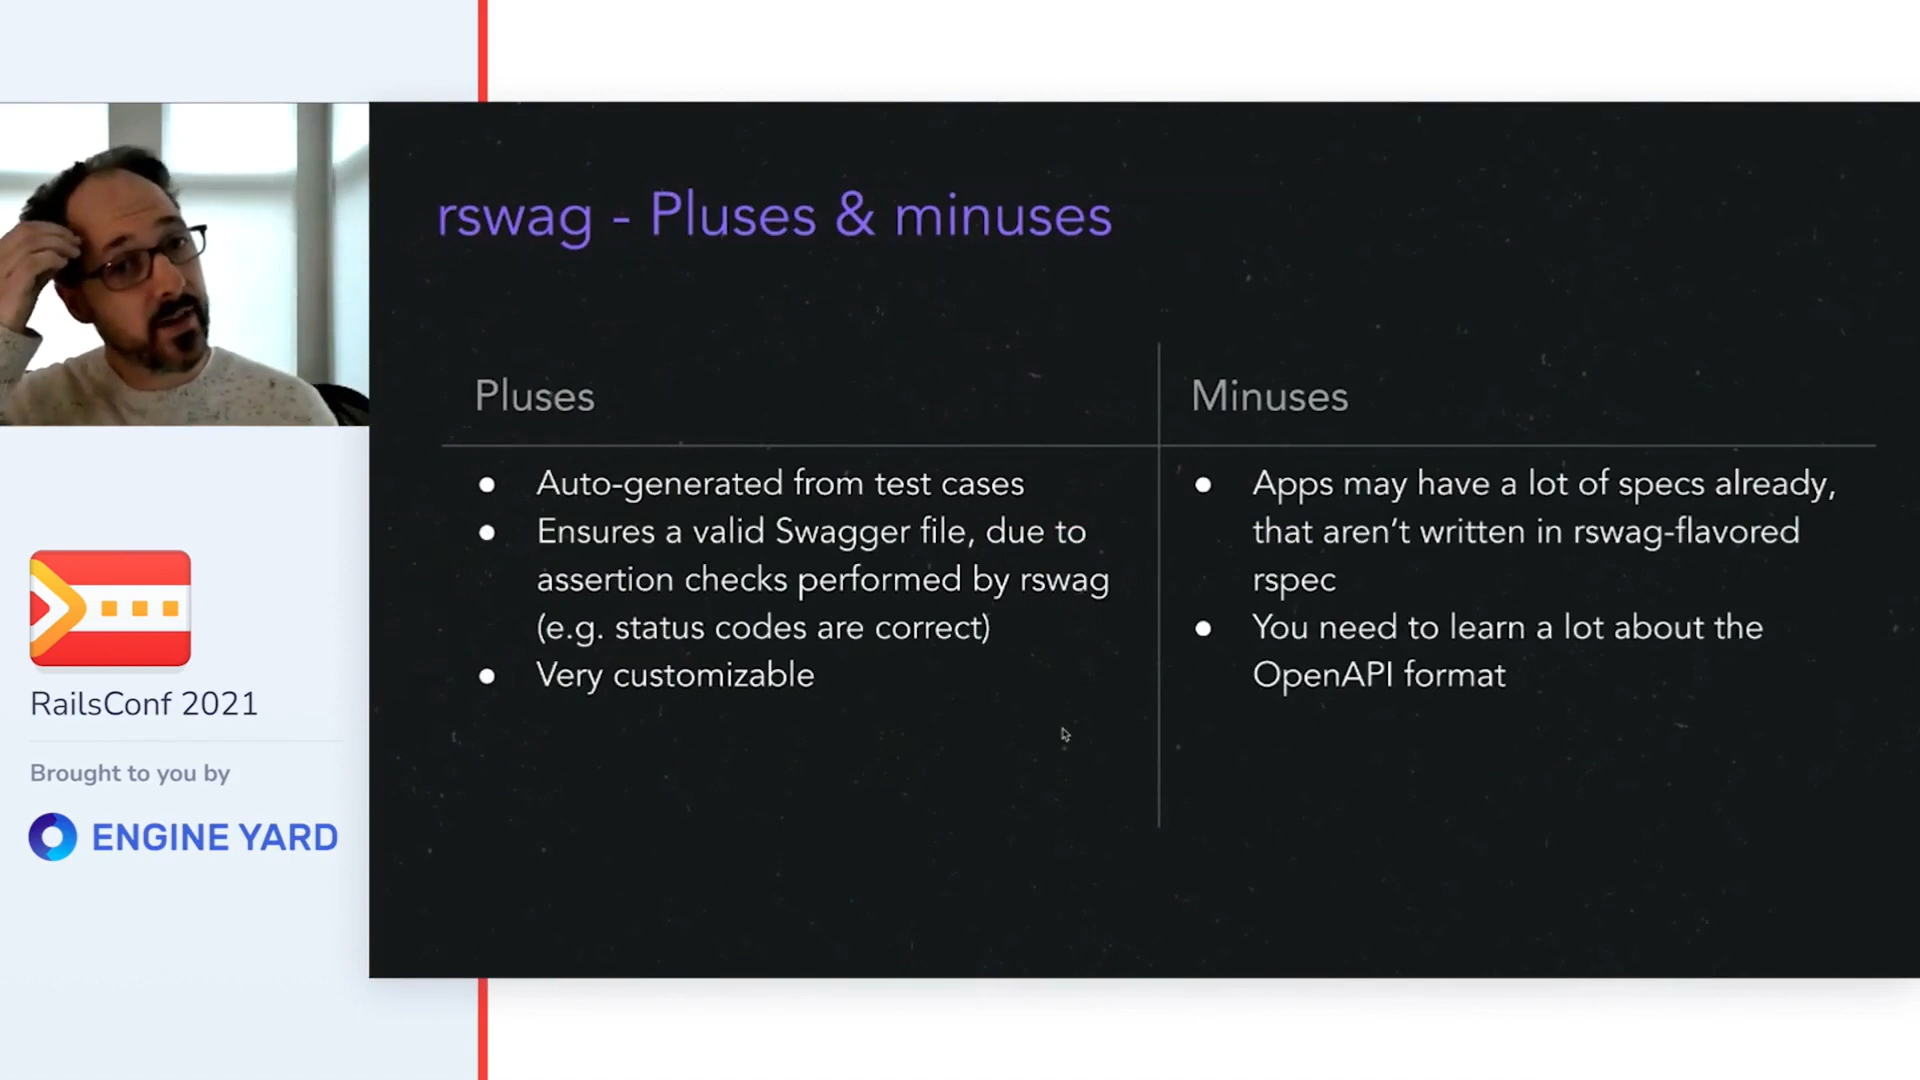 rswag - Pluses & minuses
Pluses
Minuses
● Auto-generated from test cases
● Ensures a valid Swagger file, due to
assertion checks performed by rswag
(e.g. status codes are correct)
● Very customizable
● Apps may have a lot of specs already,
that aren't written in rswag-flavored
rspec
● You need to learn a lot about the
OpenAPI format
RailsConf 2021
Brought to you by
ENGINE YARD